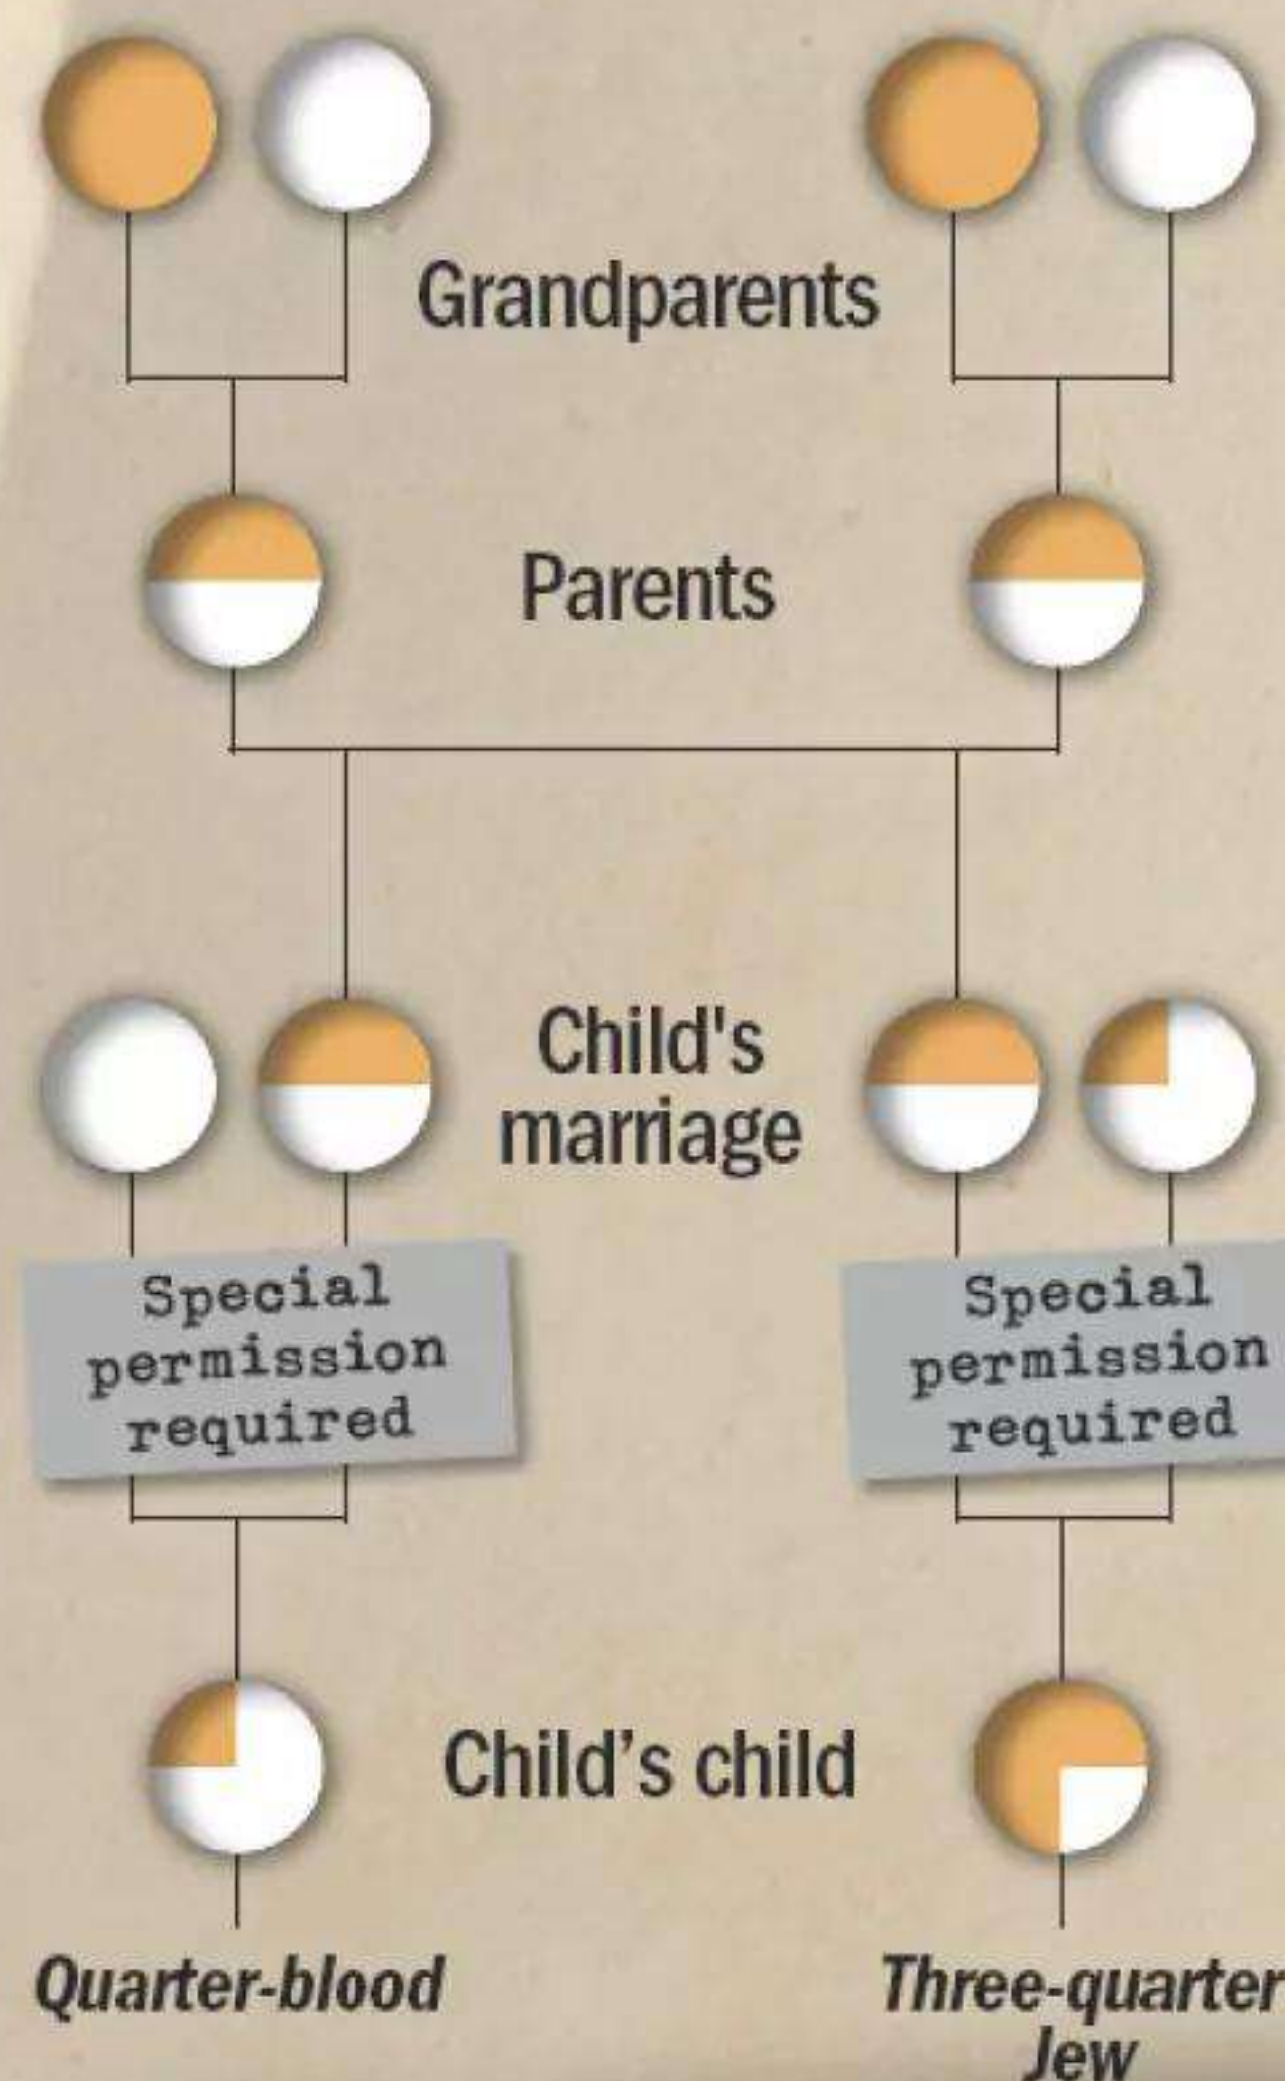 Grandparents
Parents
Child's
marriage
Special
permission
required
Special
permission
required
Child’s child
Quarter-blood
Three-quarter
Jew